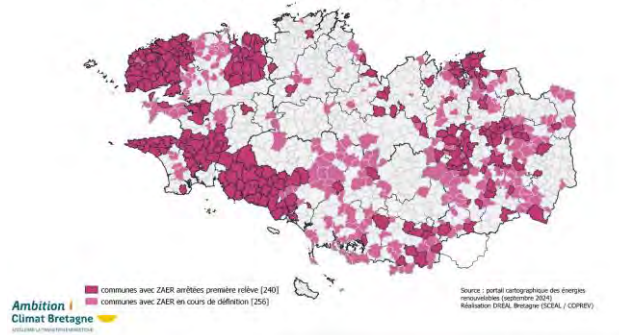 communes avec ZAER arrêtées première relève [240]
communes avec ZAER en cours de définition [256]
Source : portail cartographique des énergies
renouvelables (septembre 2024)
Réalisation DREAL Bretagne (SCEAL / COPREV)
Ambition
Climat Bretagne